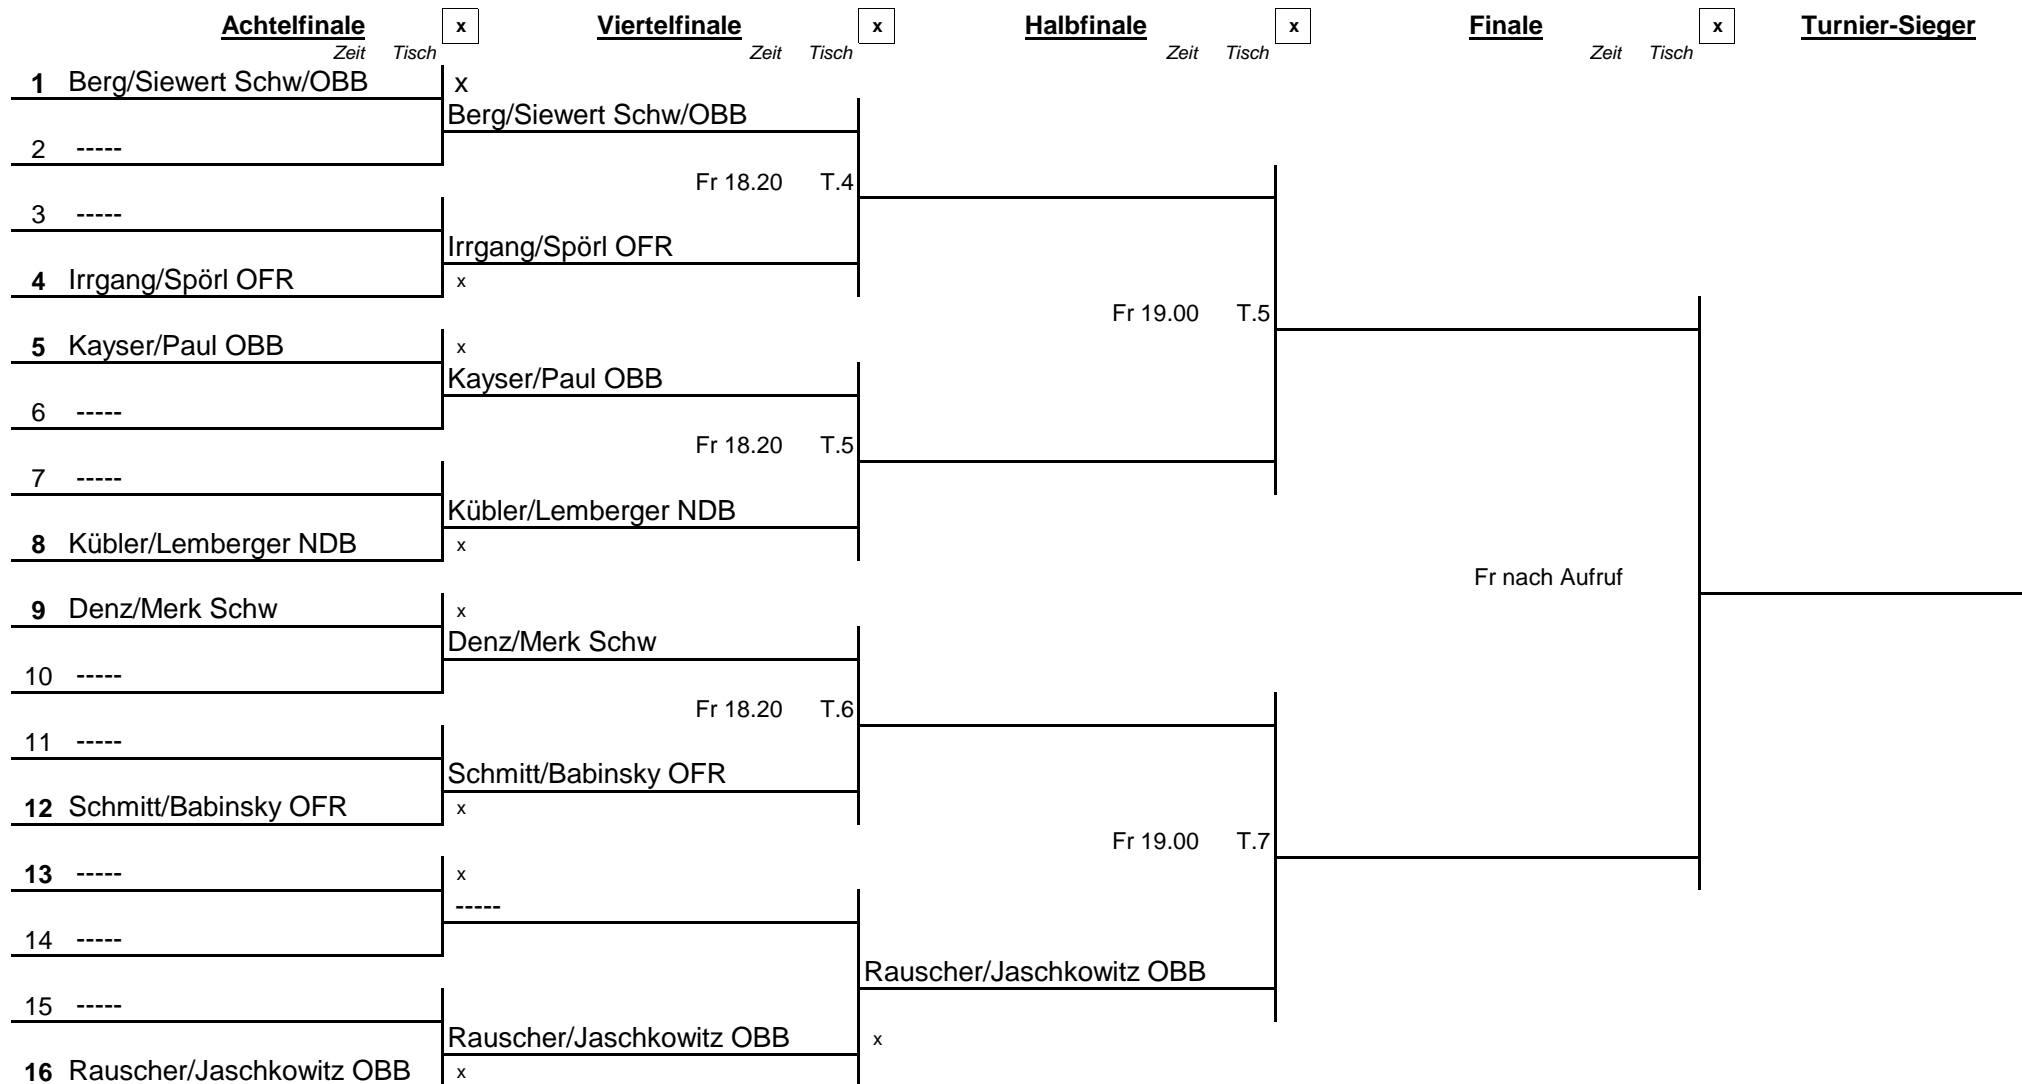 Achtelfinale x Viertelfinale x Halbfinale x Finale x Turnier-Sieger
Zeit Tisch Zeit Tisch Zeit Tisch Zeit Tisch
1 Berg/Siewert Schw/OBB x
Berg/Siewert Schw/OBB
2 -----
Fr 18.20 T.4
3 -----
Irrgang/Spörl OFR
4 Irrgang/Spörl OFR x
Fr 19.00 T.5
5 Kayser/Paul OBB x
Kayser/Paul OBB
6 -----
Fr 18.20 T.5
7 -----
Kübler/Lemberger NDB
8 Kübler/Lemberger NDB x
Fr nach Aufruf
9 Denz/Merk Schw x
Denz/Merk Schw
10 -----
Fr 18.20 T.6
11 -----
Schmitt/Babinsky OFR
12 Schmitt/Babinsky OFR x
Fr 19.00 T.7
13 ----- x
-----
14 -----
Rauscher/Jaschkowitz OBB
15 -----
Rauscher/Jaschkowitz OBB x
16 Rauscher/Jaschkowitz OBB x